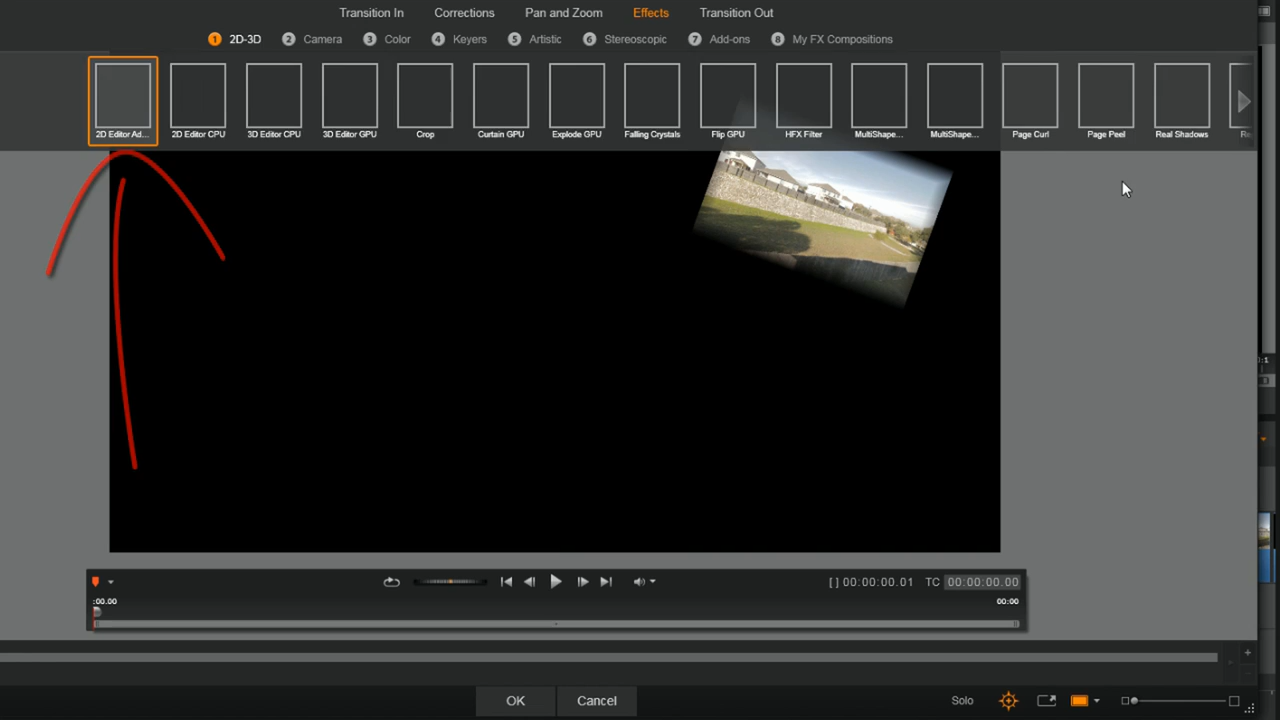 Transition In Corrections Pan and Zoom Effects Transition Out
1 2D-3D 2 Camera 3 Color 4 Keyers 5 Artistic 6 Stereoscopic 7 Add-ons 8 My FX Compositions
2D Editor Ad... 2D Editor CPU 3D Editor CPU 3D Editor GPU Crop Curtain GPU Explode GPU Falling Crystals Flip GPU HFX Filter MultiShape... MultiShape... Page Curl Page Peel Real Shadows Re
[ ] 00:00:00.01 TC 00:00:00.00
:00.00 00:00
OK Cancel Solo